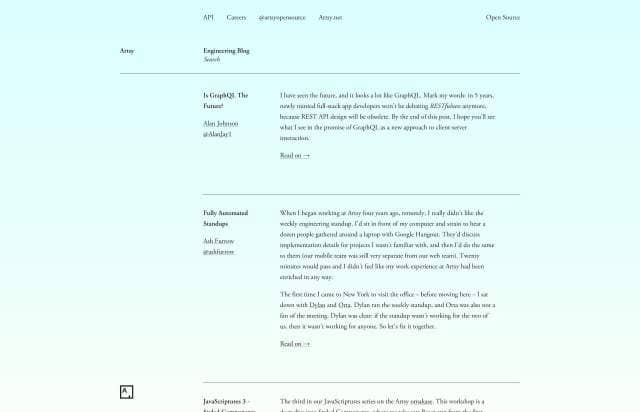 API Careers @artsyopensource Artsy.net Open Source
Artsy Engineering Blog
Search
Is GraphQL The
Future?
Alan Johnson
@AlanJay1
I have seen the future, and it looks a lot like GraphQL. Mark my words: in 5 years,
newly trained full-stack app developers won't be debating RESTfulness anymore,
because REST API design will be obsolete. By the end of this post, I hope you'll see
what I see in the promise of GraphQL as a new approach to client-server
interaction.
Read on →
Fully Automated
Standups
Ash Furrow
@ashfurrow
When I began working at Artsy four years ago, remotely, I really didn't like the
weekly engineering standup. I'd sit in front of my computer and strain to hear a
dozen people gathered around a laptop with Google Hangout. They'd discuss
implementation details for projects I wasn't familiar with, and then I'd do the same
to them (our mobile team was still very separate from our web team). Twenty
minutes would pass and I didn't feel like my work experience at Artsy had been
enriched in any way.
The first time I came to New York to visit the office – before moving here – I sat
down with Dylan and Orta. Dylan ran the weekly standup, and Orta was also not a
fan of the meeting. Dylan was clear: if the standup wasn't working for the two of
us, then it wasn't working for anyone. So let's fix it together.
Read on →
JavaScriptures 3 -
The third in our JavaScriptures series on the Artsy omakase. This workshop is a